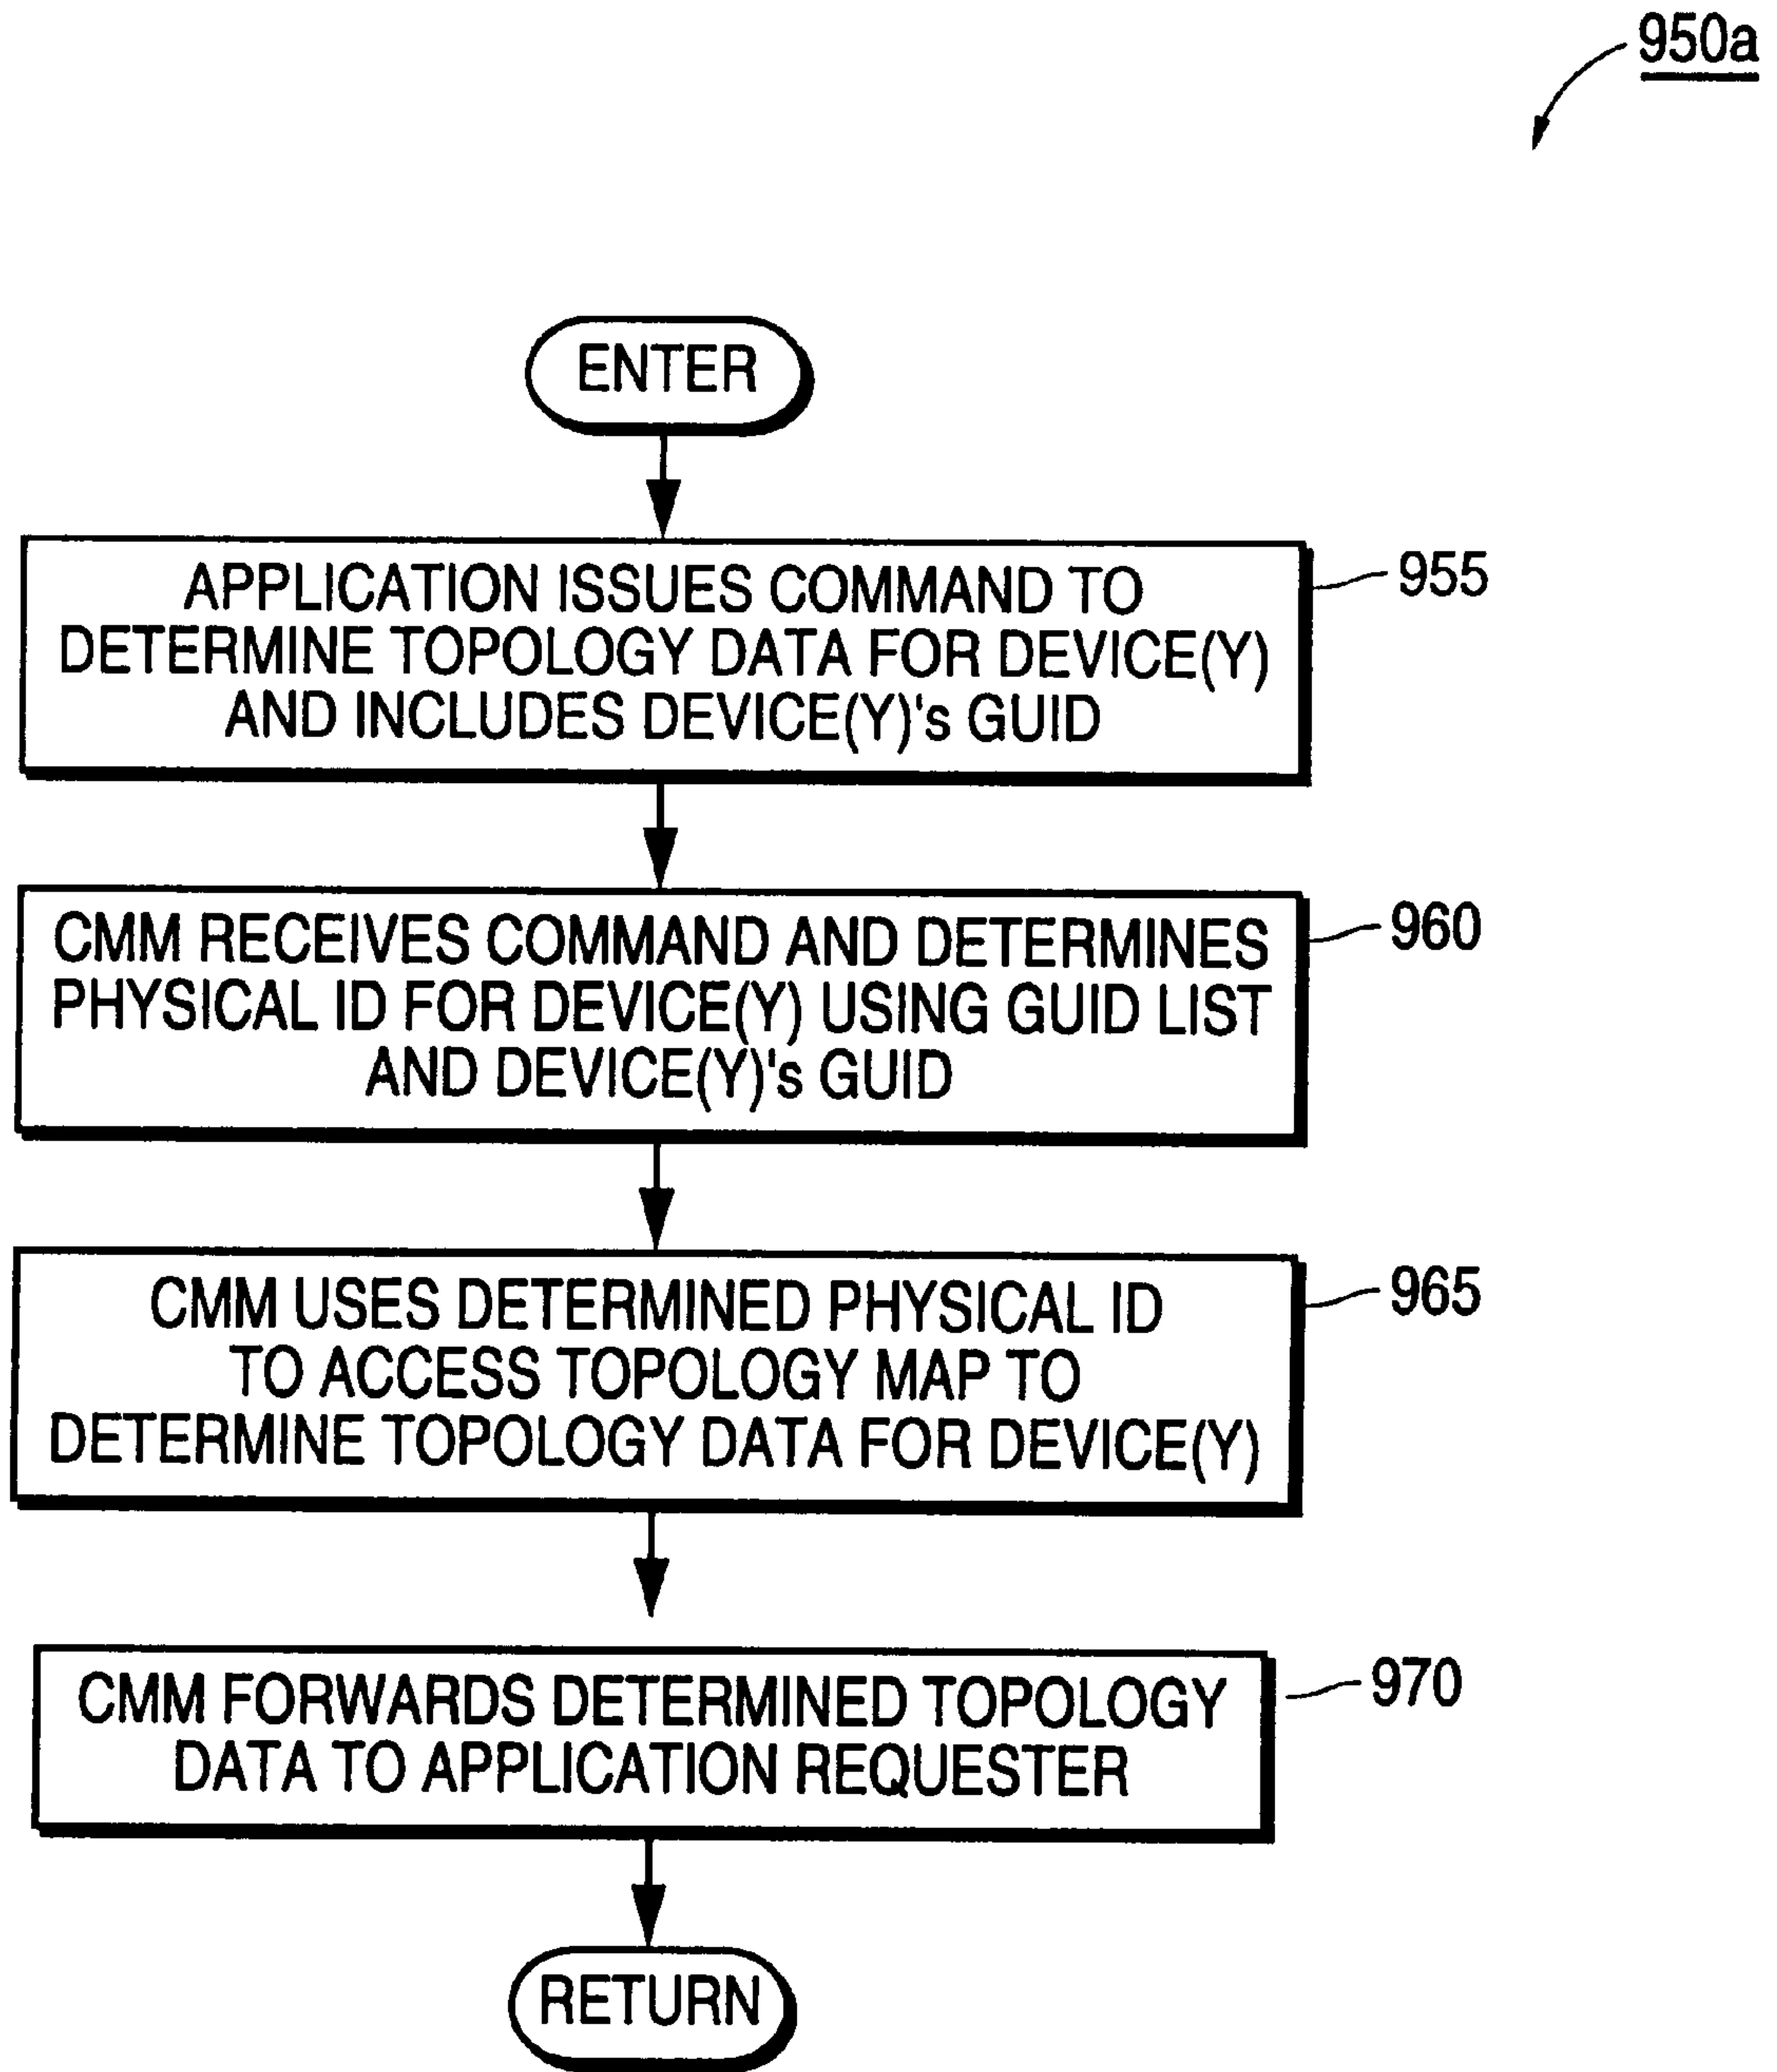 950a
ENTER
APPLICATION ISSUES COMMAND TO
DETERMINE TOPOLOGY DATA FOR DEVICE(Y)
AND INCLUDES DEVICE(Y)'s GUID
955
CMM RECEIVES COMMAND AND DETERMINES
PHYSICAL ID FOR DEVICE(Y) USING GUID LIST
AND DEVICE(Y)'s GUID
960
CMM USES DETERMINED PHYSICAL ID
TO ACCESS TOPOLOGY MAP TO
DETERMINE TOPOLOGY DATA FOR DEVICE(Y)
965
CMM FORWARDS DETERMINED TOPOLOGY
DATA TO APPLICATION REQUESTER
970
RETURN